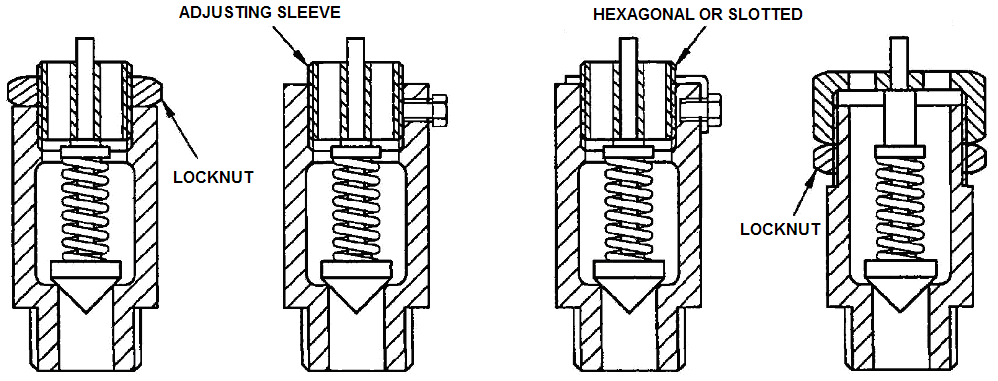 ADJUSTING SLEEVE
HEXAGONAL OR SLOTTED
LOCKNUT
LOCKNUT